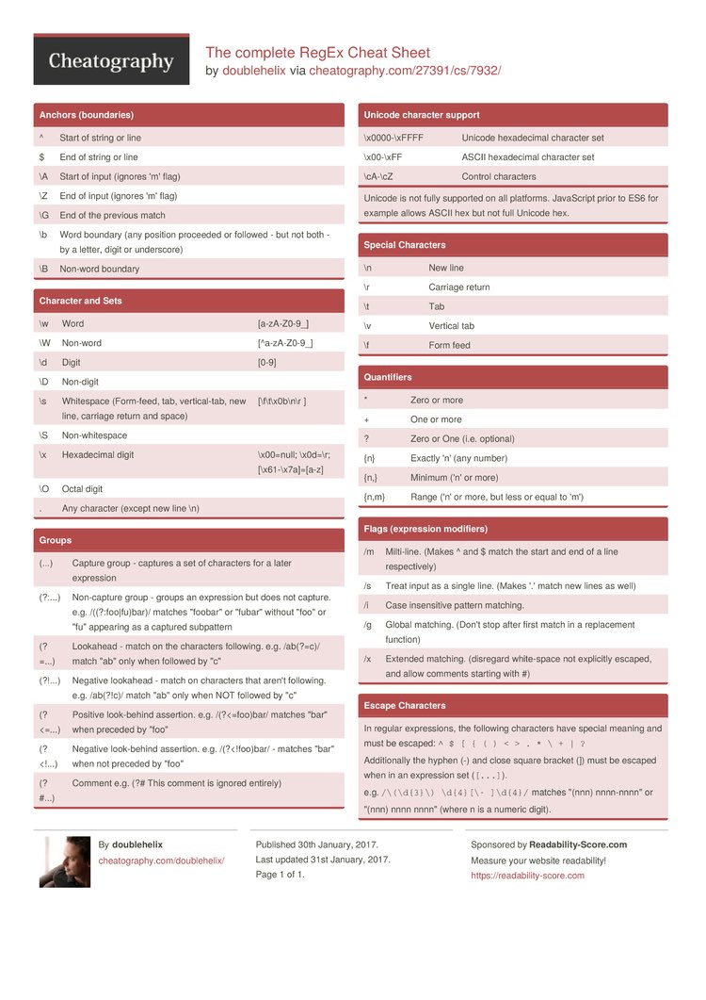 Cheatography
The complete RegEx Cheat Sheet
by doublehelix via cheatography.com/27391/cs/7932/
Anchors (boundaries)
^ Start of string or line
$ End of string or line
\A Start of input (ignores 'm' flag)
\Z End of input (ignores 'm' flag)
\G End of the previous match
\b Word boundary (any position proceeded or followed - but not both -
by a letter, digit or underscore)
\B Non-word boundary
Character and Sets
\w Word [a-zA-Z0-9_]
\W Non-word [^a-zA-Z0-9_]
\d Digit [0-9]
\D Non-digit
\s Whitespace (Form-feed, tab, vertical-tab, new [\f\t\x0b\n\r ]
line, carriage return and space)
\S Non-whitespace
\x Hexadecimal digit \x00=null; \x0d=\r;
[\x61-\x7a]=[a-z]
\O Octal digit
. Any character (except new line \n)
Groups
(...) Capture group - captures a set of characters for a later
expression
(?:...) Non-capture group - groups an expression but does not capture.
e.g. /((?:foo|fu)bar)/ matches "foobar" or "fubar" without "foo" or
"fu" appearing as a captured subpattern
(? Lookahead - match on the characters following. e.g. /ab(?=c)/
=...) match "ab" only when followed by "c"
(?!...) Negative lookahead - match on characters that aren't following.
e.g. /ab(?!c)/ match "ab" only when NOT followed by "c"
(? Positive look-behind assertion. e.g. /(?<=foo)bar/ matches "bar"
<=...) when preceded by "foo"
(? Negative look-behind assertion. e.g. /(?<!foo)bar/ - matches "bar"
<!...) when not preceded by "foo"
(? Comment e.g. (?# This comment is ignored entirely)
#...)
Unicode character support
\x0000-\xFFFF Unicode hexadecimal character set
\x00-\xFF ASCII hexadecimal character set
\cA-\cZ Control characters
Unicode is not fully supported on all platforms. JavaScript prior to ES6 for
example allows ASCII hex but not full Unicode hex.
Special Characters
\n New line
\r Carriage return
\t Tab
\v Vertical tab
\f Form feed
Quantifiers
* Zero or more
+ One or more
? Zero or One (i.e. optional)
{n} Exactly 'n' (any number)
{n,} Minimum ('n' or more)
{n,m} Range ('n' or more, but less or equal to 'm')
Flags (expression modifiers)
/m Milti-line. (Makes ^ and $ match the start and end of a line
respectively)
/s Treat input as a single line. (Makes '.' match new lines as well)
/i Case insensitive pattern matching.
/g Global matching. (Don't stop after first match in a replacement
function)
/x Extended matching. (disregard white-space not explicitly escaped,
and allow comments starting with #)
Escape Characters
In regular expressions, the following characters have special meaning and
must be escaped: ^ $ [ { ( ) < > . * \ + | ?
Additionally the hyphen (-) and close square bracket (]) must be escaped
when in an expression set ([...]).
e.g. /\(\d{3}\) \d{4}[\- ]\d{4}/ matches "(nnn) nnnn-nnnn" or
"(nnn) nnnn nnnn" (where n is a numeric digit).
By doublehelix
cheatography.com/doublehelix/
Published 30th January, 2017.
Last updated 31st January, 2017.
Page 1 of 1.
Sponsored by Readability-Score.com
Measure your website readability!
https://readability-score.com